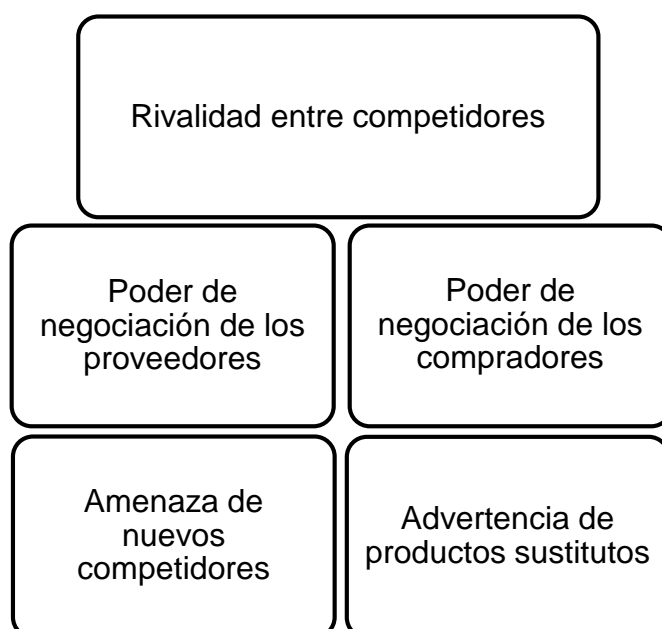 Rivalidad entre competidores
Poder de
negociación de los
proveedores
Poder de
negociación de los
compradores
Amenaza de
nuevos
competidores
Advertencia de
productos sustitutos